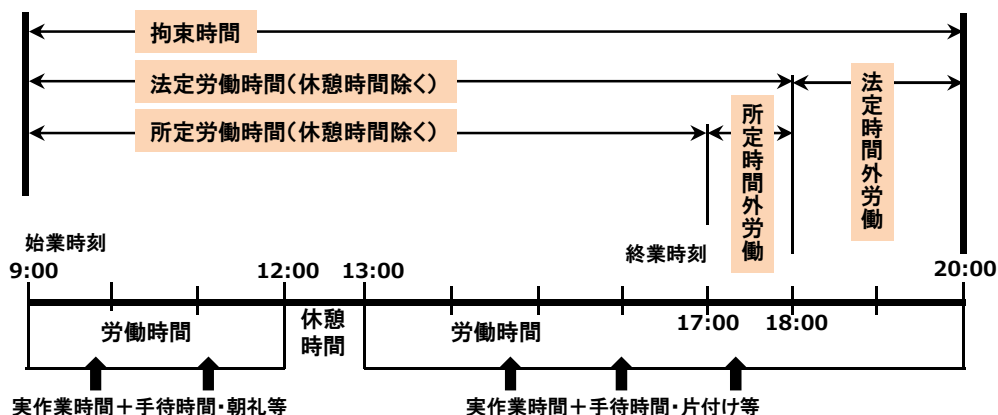 拘束時間
法定労働時間(休憩時間除く)
所定労働時間(休憩時間除く)
所定時間外労働
法定時間外労働
始業時刻
終業時刻
9:00
12:00
13:00
20:00
労働時間
休憩
時間
労働時間
17:00
18:00
実作業時間+手待時間・朝礼等
実作業時間+手待時間・片付け等